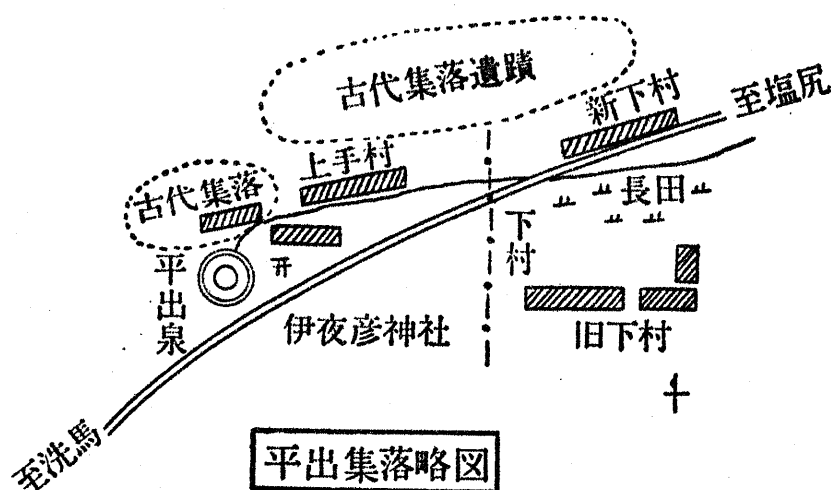 古代集落遺蹟
至塩尻
新下村
上手村
古代集落
長田
下村
平出泉
伊夜彦神社
旧下村
至洗馬
平出集落略図